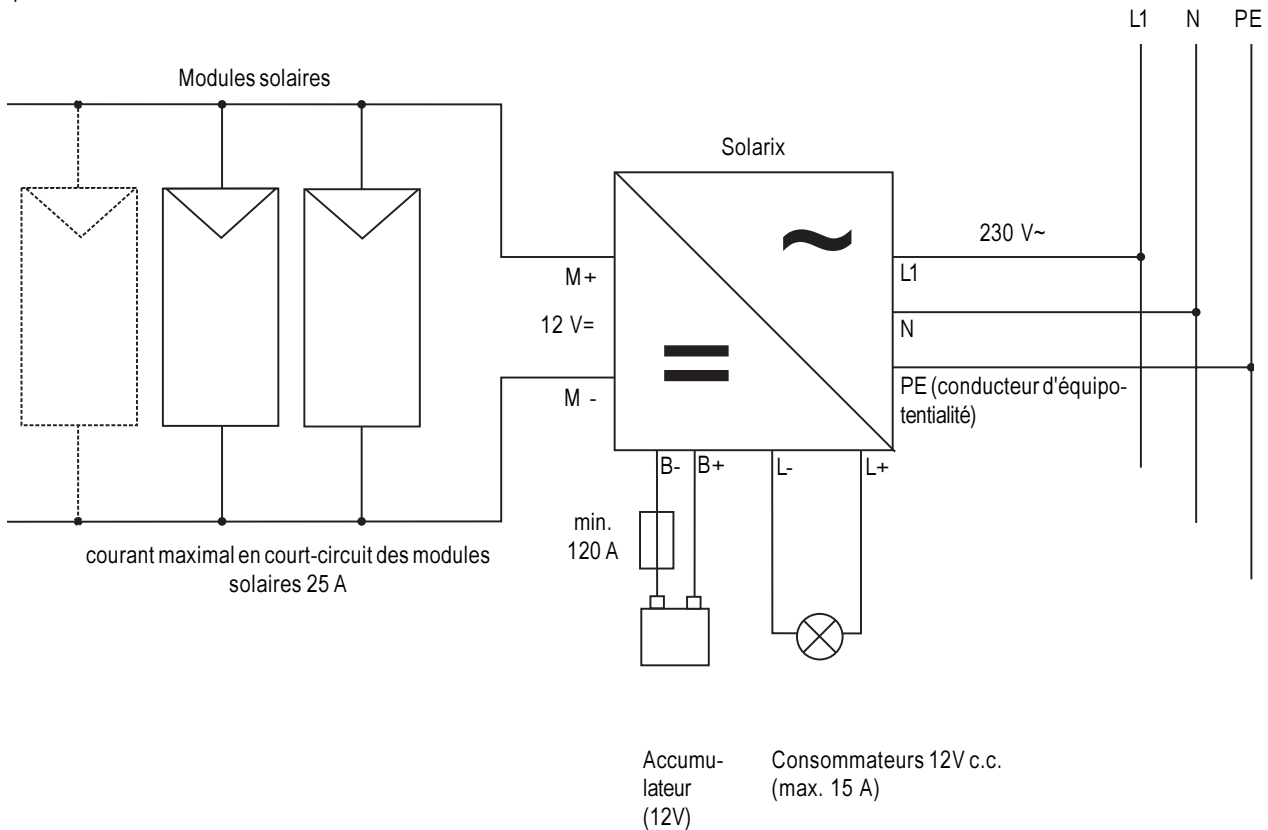 L1 N PE
Modules solaires
Solarix
230 V~
M+
L1
12 V=
N
M -
PE (conducteur d'équipo-
tentialité)
B- B+ L- L+
min.
120 A
courant maximal en court-circuit des modules
solaires 25 A
Accumu-
lateur
(12V)
Consommateurs 12V c.c.
(max. 15 A)